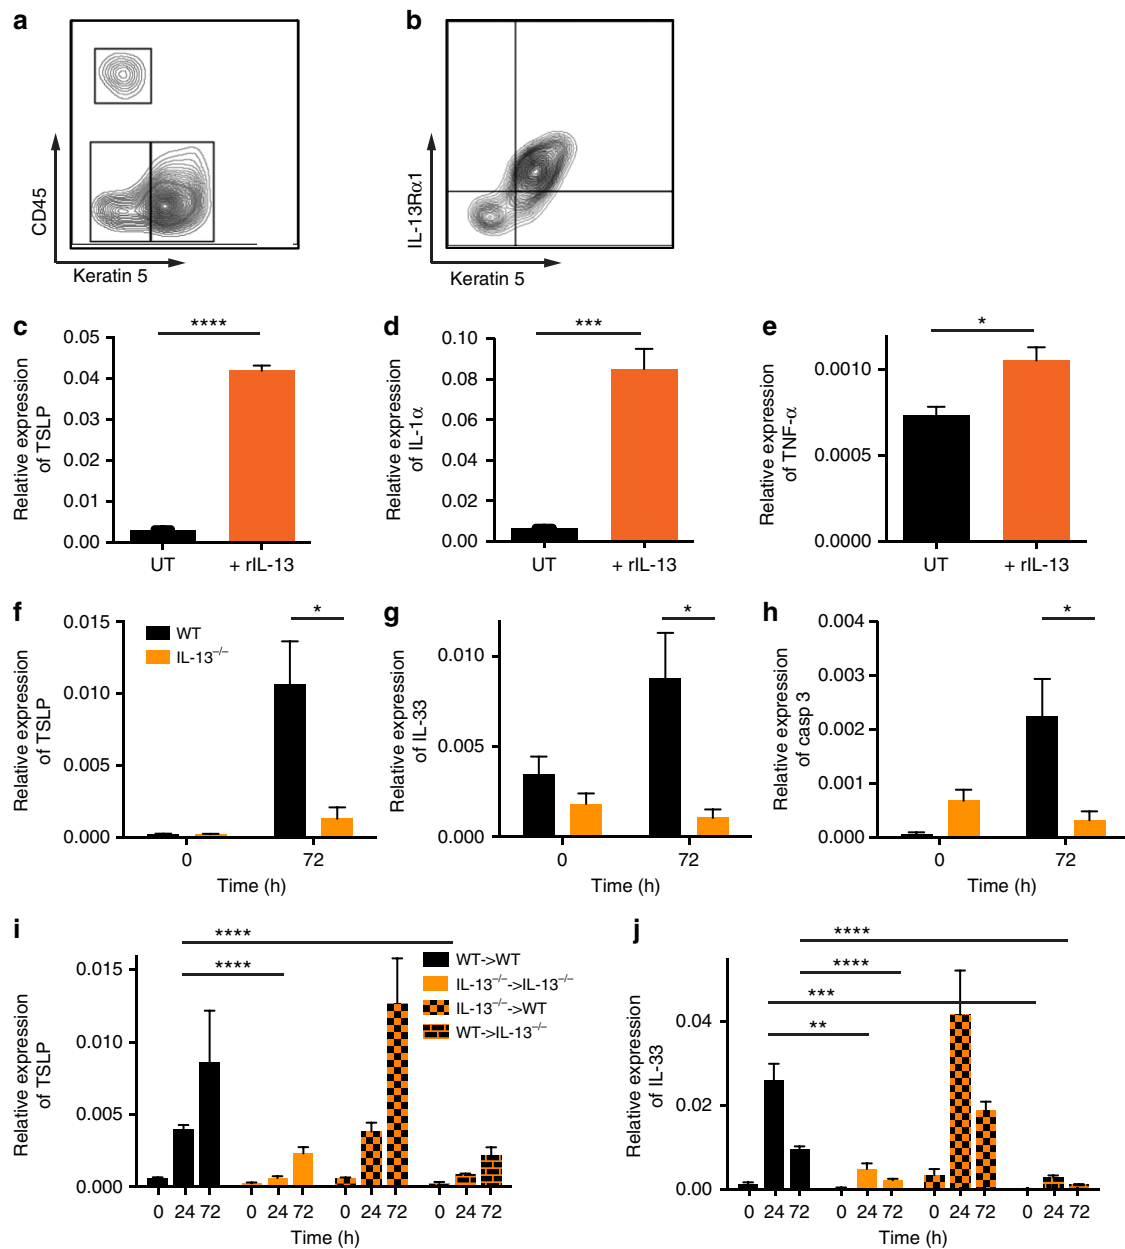 a
CD45
Keratin 5
b
IL-13Rα1
Keratin 5
c
****
Relative expression
of TSLP
0.05
0.04
0.03
0.02
0.01
0.00
UT
+ rIL-13
d
***
Relative expression
of IL-1α
0.10
0.08
0.06
0.04
0.02
0.00
UT
+ rIL-13
e
*
Relative expression
of TNF-α
0.0010
0.0005
0.0000
UT
+ rIL-13
f
*
WT
IL-13−/−
Relative expression
of TSLP
0.015
0.010
0.005
0.000
0 72
Time (h)
g
*
Relative expression
of IL-33
0.010
0.005
0.000
0 72
Time (h)
h
*
Relative expression
of casp 3
0.004
0.003
0.002
0.001
0.000
0 72
Time (h)
i
****
****
WT->WT
IL-13−/−->IL-13−/−
IL-13−/−->WT
WT->IL-13−/−
Relative expression
of TSLP
0.015
0.010
0.005
0.000
0 24 72 0 24 72 0 24 72 0 24 72
Time (h)
j
****
****
***
**
Relative expression
of IL-33
0.04
0.02
0.00
0 24 72 0 24 72 0 24 72 0 24 72
Time (h)